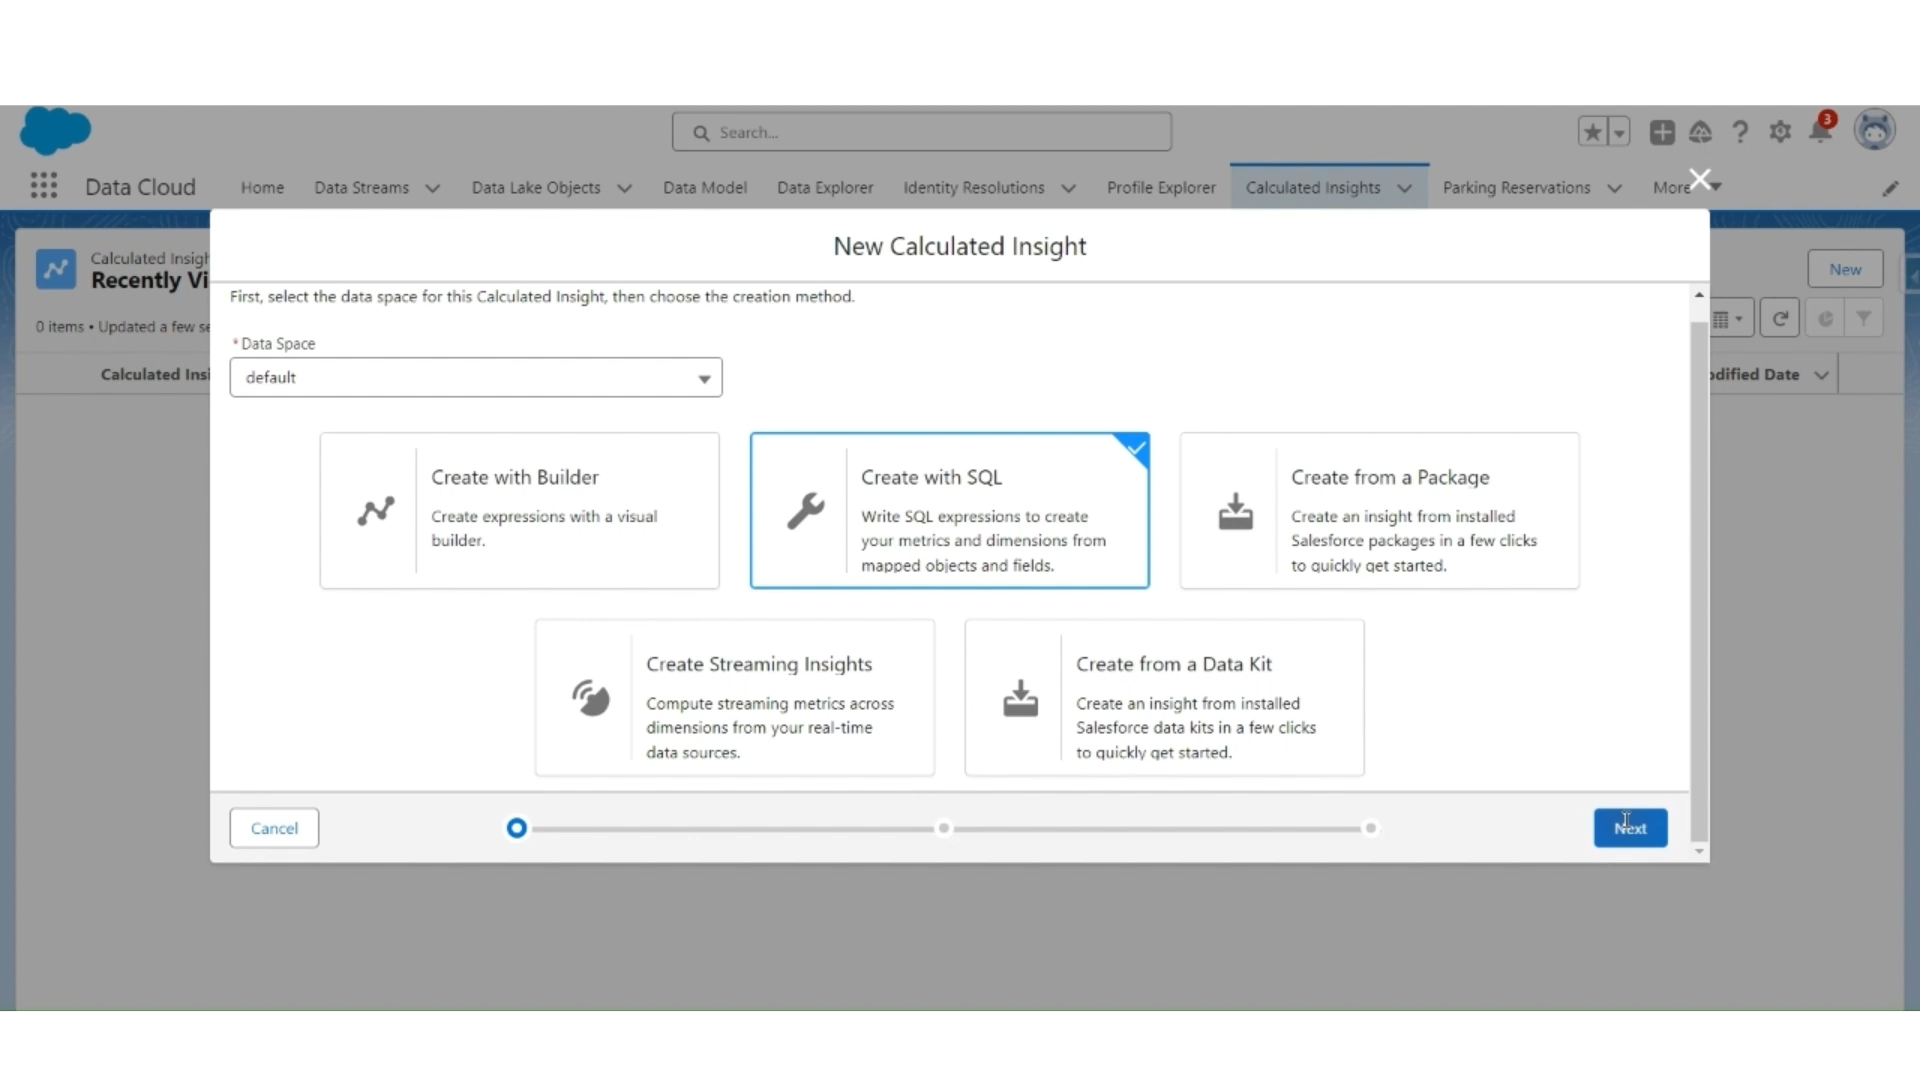 Search...
3
Data Cloud
Home
Data Streams
Data Lake Objects
Data Model
Data Explorer
Identity Resolutions
Profile Explorer
Calculated Insights
Parking Reservations
More
New Calculated Insight
Calculated Insigh
Recently Vi
New
First, select the data space for this Calculated Insight, then choose the creation method.
0 items • Updated a few se
* Data Space
default
Calculated Insi
odified Date
Create with Builder
Create expressions with a visual
builder.
Create with SQL
Write SQL expressions to create
your metrics and dimensions from
mapped objects and fields.
Create from a Package
Create an insight from installed
Salesforce packages in a few clicks
to quickly get started.
Create Streaming Insights
Compute streaming metrics across
dimensions from your real-time
data sources.
Create from a Data Kit
Create an insight from installed
Salesforce data kits in a few clicks
to quickly get started.
Cancel
Next